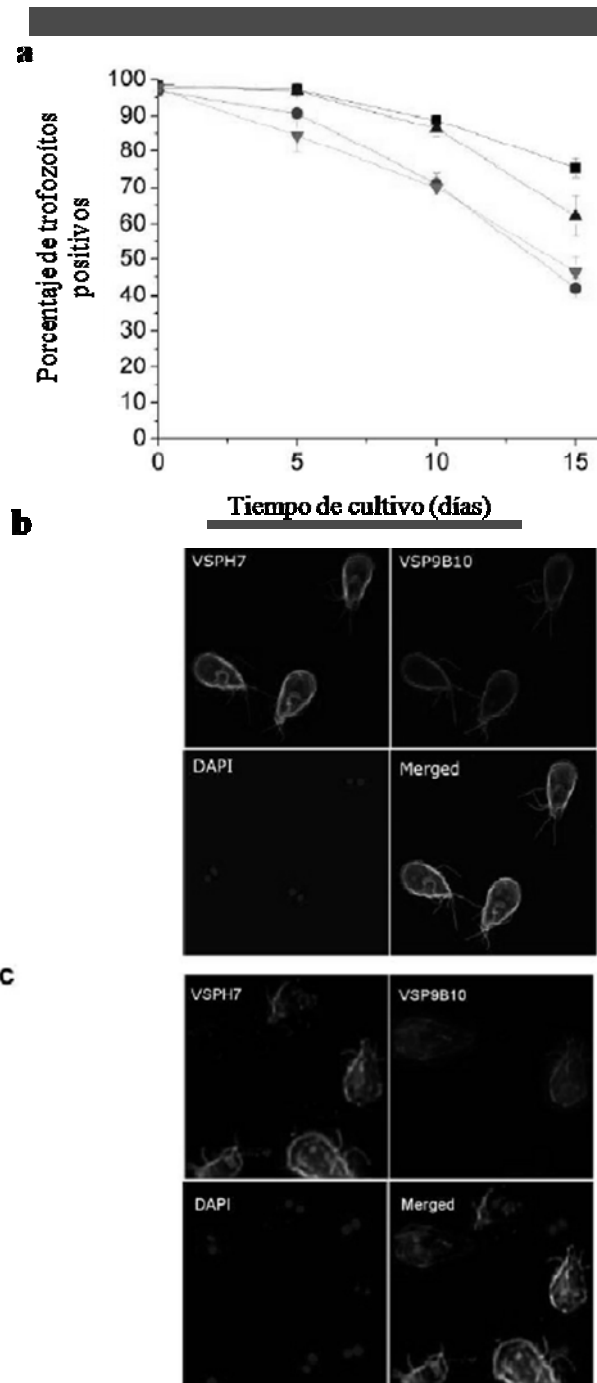 a
100
90
80
70
60
50
40
30
20
10
0
Porcentaje de trofozoítos
positivos
0 5 10 15
Tiempo de cultivo (días)
b
VSPH7 VSP9B10
DAPI Merged
c
VSPH7 VSP9B10
DAPI Merged